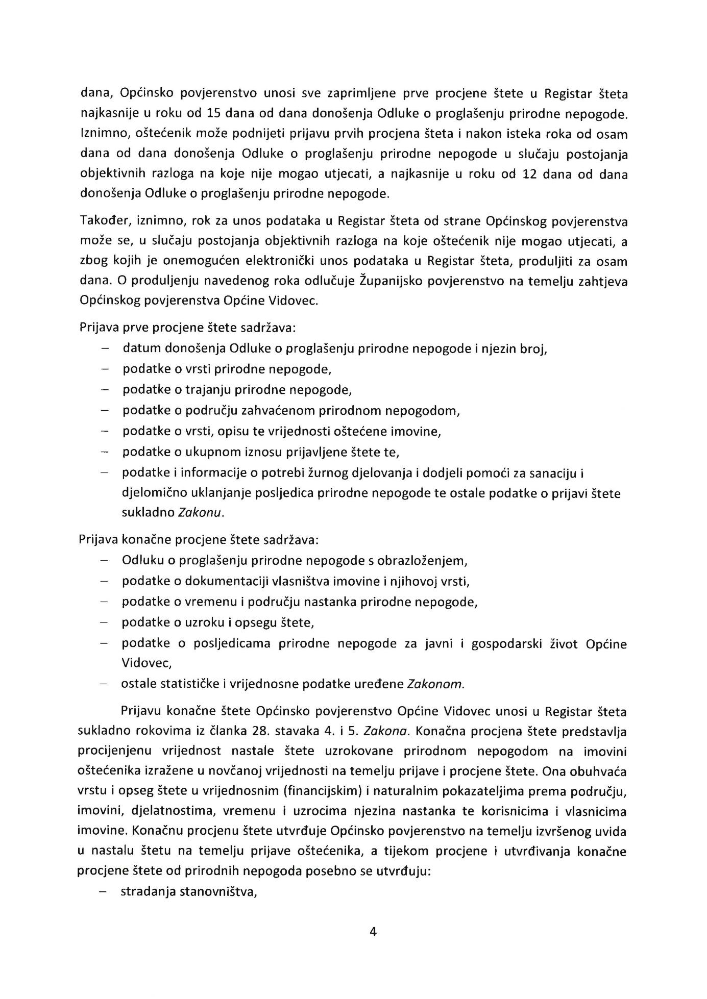 dana, Općinsko povjerenstvo unosi sve zaprimljene prve procjene štete u Registar šteta
najkasnije u roku od 15 dana od dana donošenja Odluke o proglašenju prirodne nepogode.
Iznimno, oštećenik može podnijeti prijavu prvih procjena šteta i nakon isteka roka od osam
dana od dana donošenja Odluke o proglašenju prirodne nepogode u slučaju postojanja
objektivnih razloga na koje nije mogao utjecati, a najkasnije u roku od 12 dana od dana
donošenja Odluke o proglašenju prirodne nepogode.
Također, iznimno, rok za unos podataka u Registar šteta od strane Općinskog povjerenstva
može se, u slučaju postojanja objektivnih razloga na koje oštećenik nije mogao utjecati, a
zbog kojih je onemogućen elektronički unos podataka u Registar šteta, produljiti za osam
dana. O produljenju navedenog roka odlučuje Županijsko povjerenstvo na temelju zahtjeva
Općinskog povjerenstva Općine Vidovec.
Prijava prve procjene štete sadržava:
– datum donošenja Odluke o proglašenju prirodne nepogode i njezin broj,
– podatke o vrsti prirodne nepogode,
– podatke o trajanju prirodne nepogode,
– podatke o području zahvaćenom prirodnom nepogodom,
– podatke o vrsti, opisu te vrijednosti oštećene imovine,
– podatke o ukupnom iznosu prijavljene štete te,
– podatke i informacije o potrebi žurnog djelovanja i dodjeli pomoći za sanaciju i
djelomično uklanjanje posljedica prirodne nepogode te ostale podatke o prijavi štete
sukladno Zakonu.
Prijava konačne procjene štete sadržava:
– Odluku o proglašenju prirodne nepogode s obrazloženjem,
– podatke o dokumentaciji vlasništva imovine i njihovoj vrsti,
– podatke o vremenu i području nastanka prirodne nepogode,
– podatke o uzroku i opsegu štete,
– podatke o posljedicama prirodne nepogode za javni i gospodarski život Općine
Vidovec,
– ostale statističke i vrijednosne podatke uređene Zakonom.
Prijavu konačne štete Općinsko povjerenstvo Općine Vidovec unosi u Registar šteta
sukladno rokovima iz članka 28. stavaka 4. i 5. Zakona. Konačna procjena štete predstavlja
procijenjenu vrijednost nastale štete uzrokovane prirodnom nepogodom na imovini
oštećenika izražene u novčanoj vrijednosti na temelju prijave i procjene štete. Ona obuhvaća
vrstu i opseg štete u vrijednosnim (financijskim) i naturalnim pokazateljima prema području,
imovini, djelatnostima, vremenu i uzrocima njezina nastanka te korisnicima i vlasnicima
imovine. Konačnu procjenu štete utvrđuje Općinsko povjerenstvo na temelju izvršenog uvida
u nastalu štetu na temelju prijave oštećenika, a tijekom procjene i utvrđivanja konačne
procjene štete od prirodnih nepogoda posebno se utvrđuju:
– stradanja stanovništva,
4